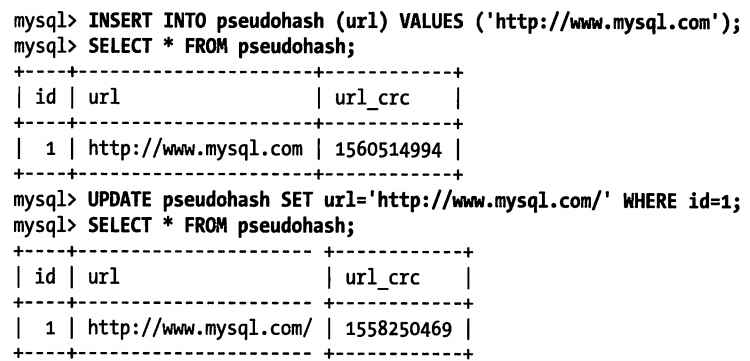 mysql> INSERT INTO pseudohash (url) VALUES ('http://www.mysql.com');
mysql> SELECT * FROM pseudohash;
+----+----------------------+------------+
| id | url                  | url_crc    |
+----+----------------------+------------+
|  1 | http://www.mysql.com | 1560514994 |
+----+----------------------+------------+
mysql> UPDATE pseudohash SET url='http://www.mysql.com/' WHERE id=1;
mysql> SELECT * FROM pseudohash;
+----+---------------------- +------------+
| id | url                   | url_crc    |
+----+---------------------- +------------+
|  1 | http://www.mysql.com/ | 1558250469 |
+----+---------------------- +------------+